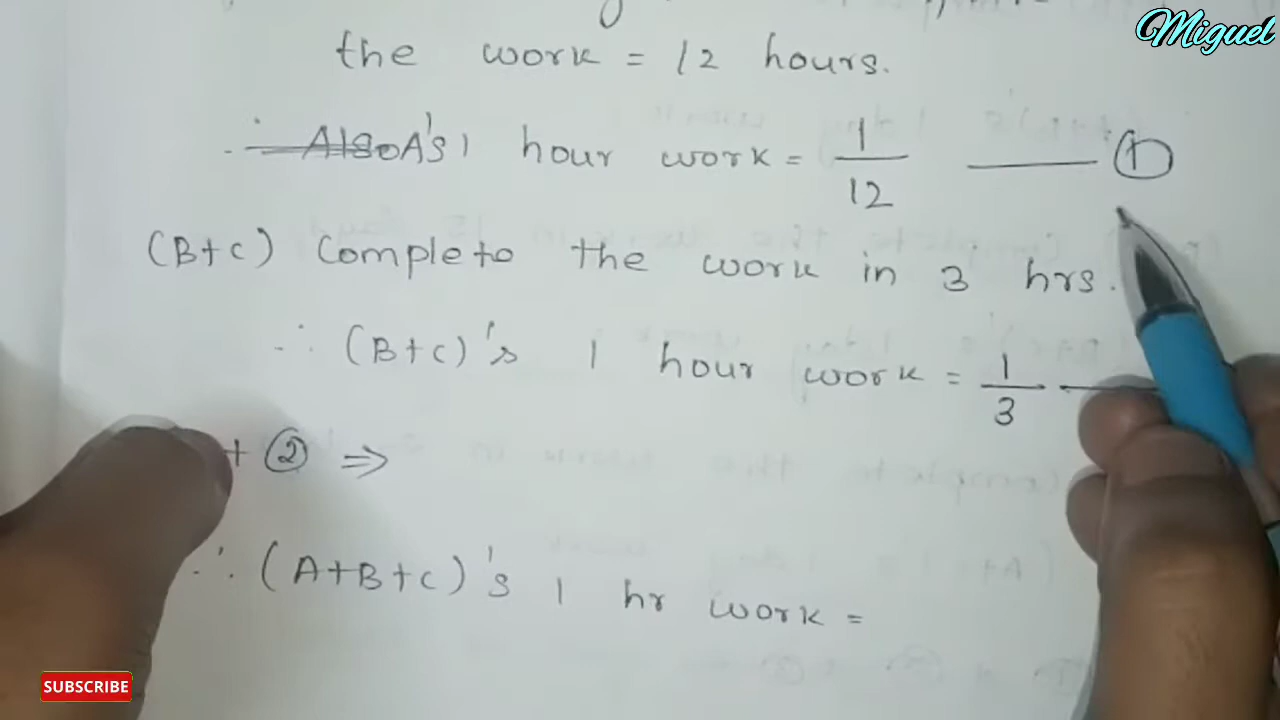 Miguel
the work = 12 hours.
∴ Also A's 1 hour work = 1/12 ——— ①
(B+C) Complete the work in 3 hrs.
∴ (B+C)'s 1 hour work = 1/3 ———
+ ② ⇒
∴ (A+B+C)'s 1 hr work =
SUBSCRIBE